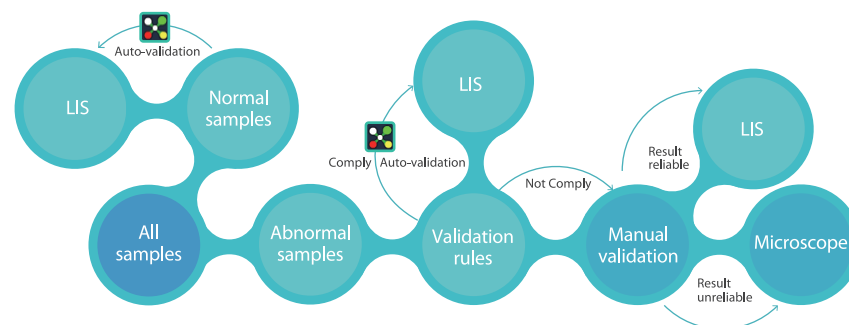 Auto-validation
LIS
Normal
samples
LIS
Comply
Auto-validation
LIS
Result
reliable
Not Comply
All
samples
Abnormal
samples
Validation
rules
Manual
validation
Microscope
Result
unreliable